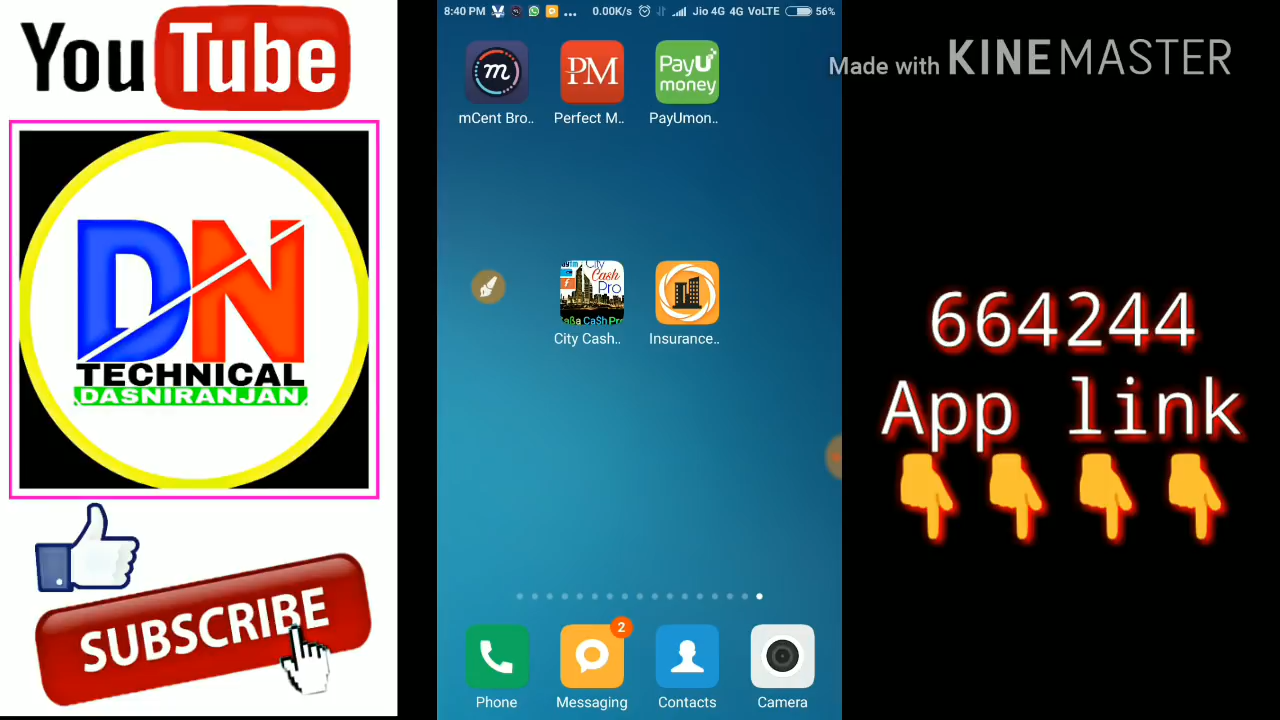 YouTube
DN
TECHNICAL
DASNIRANJAN
SUBSCRIBE
8:40 PM ... 0.00K/s Jio 4G 4G VoLTE 56%
m PM PayU money
mCent Bro.. Perfect M.. PayUmon..
City
Cash
Pro
City Cash.. Insurance..
2
Phone Messaging Contacts Camera
Made with KINEMASTER
664244
App link